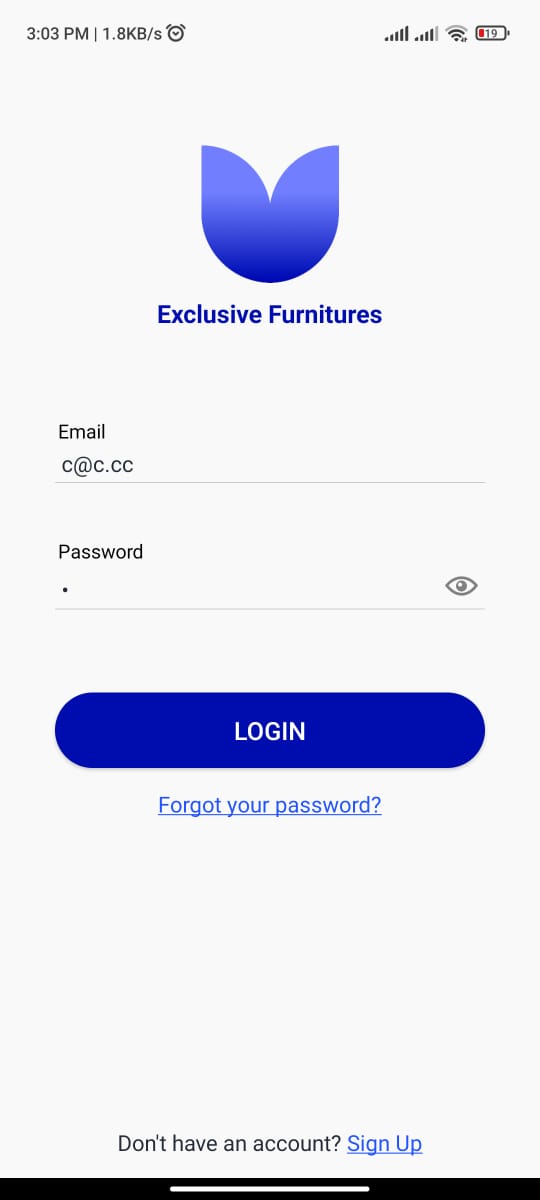 3:03 PM | 1.8KB/s
19
Exclusive Furnitures
Email
c@c.cc
Password
•
LOGIN
Forgot your password?
Don't have an account? Sign Up